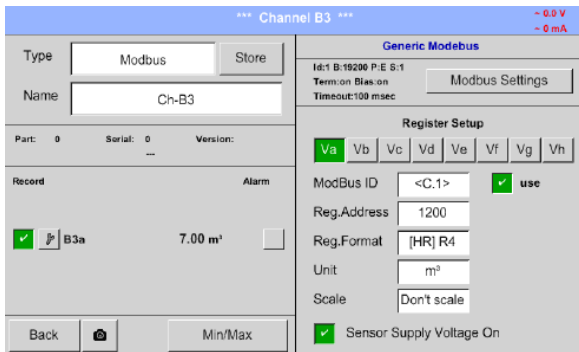 *** Channel B3 ***
~ 0.0 V
~ 0 mA
Type
Modbus
Store
Name
Ch-B3
Part: 0 Serial: 0 Version:
---
Record Alarm
B3a 7.00 m³
Back
Min/Max
Generic Modebus
Id:1 B:19200 P:E S:1
Term:on Bias:on
Timeout:100 msec
Modbus Settings
Register Setup
Va Vb Vc Vd Ve Vf Vg Vh
ModBus ID <C.1> use
Reg.Address 1200
Reg.Format [HR] R4
Unit m³
Scale Don't scale
Sensor Supply Voltage On